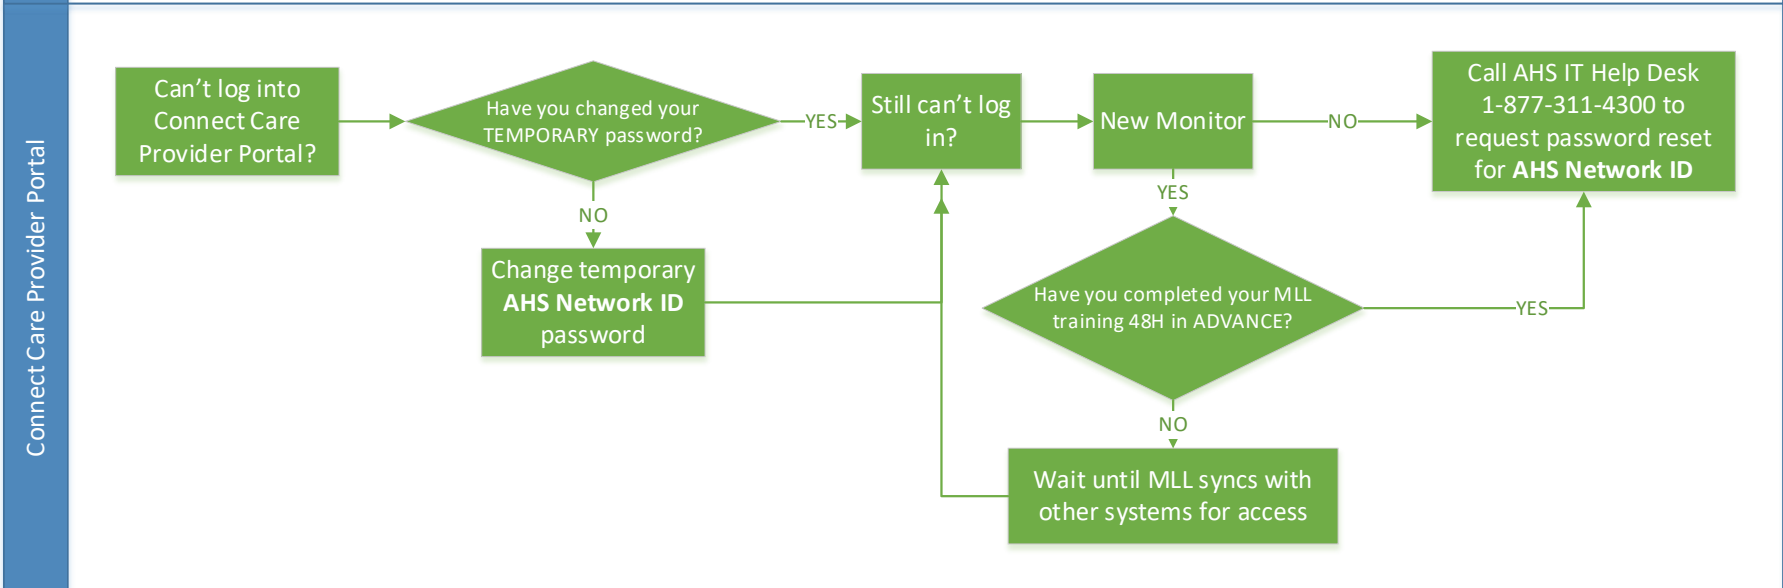 Connect Care Provider Portal
Can't log into
Connect Care
Provider Portal?
Have you changed your
TEMPORARY password?
YES
Still can't log
in?
New Monitor
NO
Call AHS IT Help Desk
1-877-311-4300 to
request password reset
for AHS Network ID
NO
Change temporary
AHS Network ID
password
YES
Have you completed your MLL
training 48H in ADVANCE?
YES
NO
Wait until MLL syncs with
other systems for access